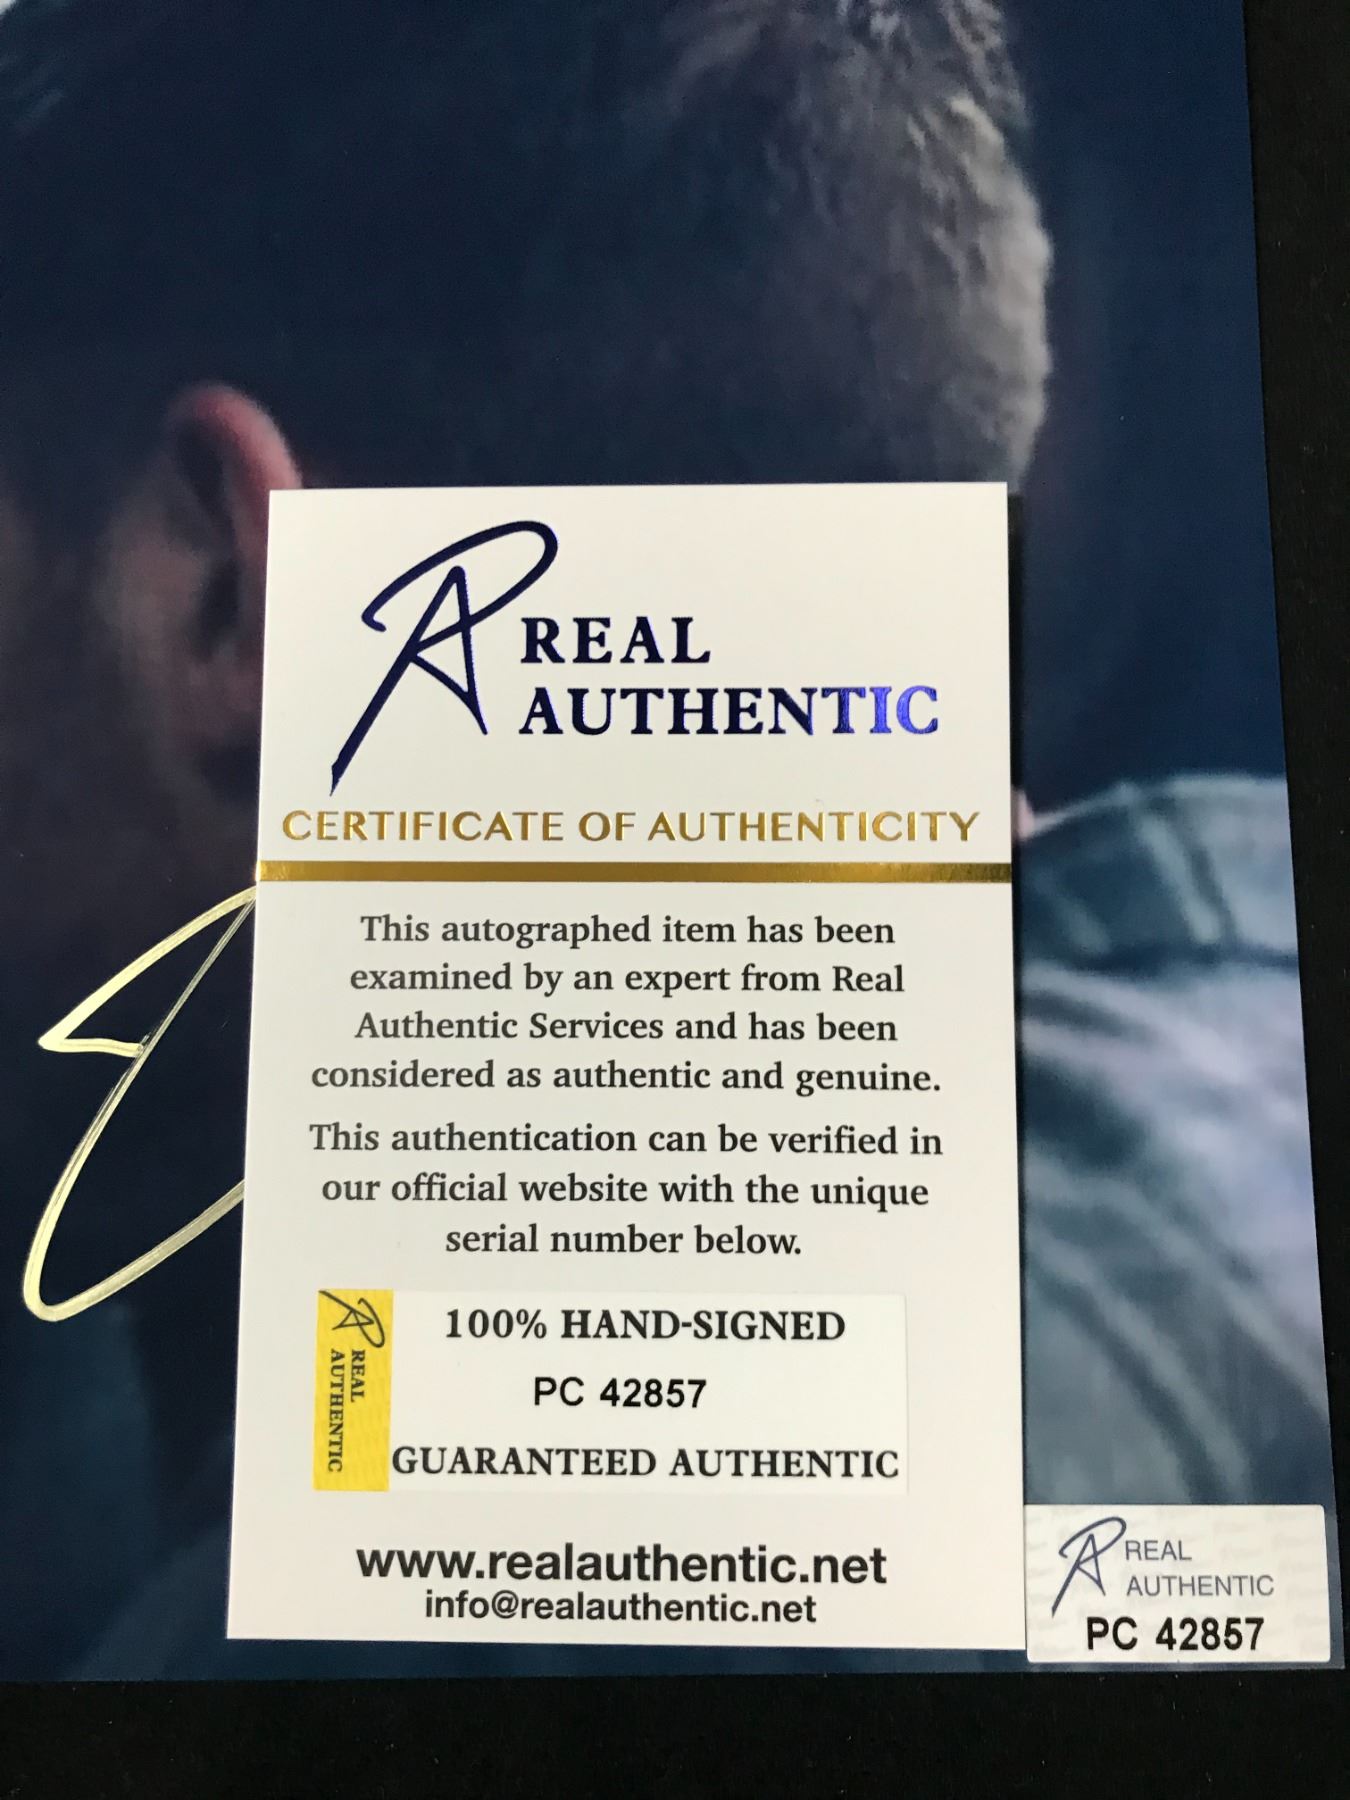 REAL
AUTHENTIC
CERTIFICATE OF AUTHENTICITY
This autographed item has been
examined by an expert from Real
Authentic Services and has been
considered as authentic and genuine.
This authentication can be verified in
our official website with the unique
serial number below.
REAL
AUTHENTIC
100% HAND-SIGNED
PC 42857
GUARANTEED AUTHENTIC
www.realauthentic.net
info@realauthentic.net
REAL
AUTHENTIC
PC 42857